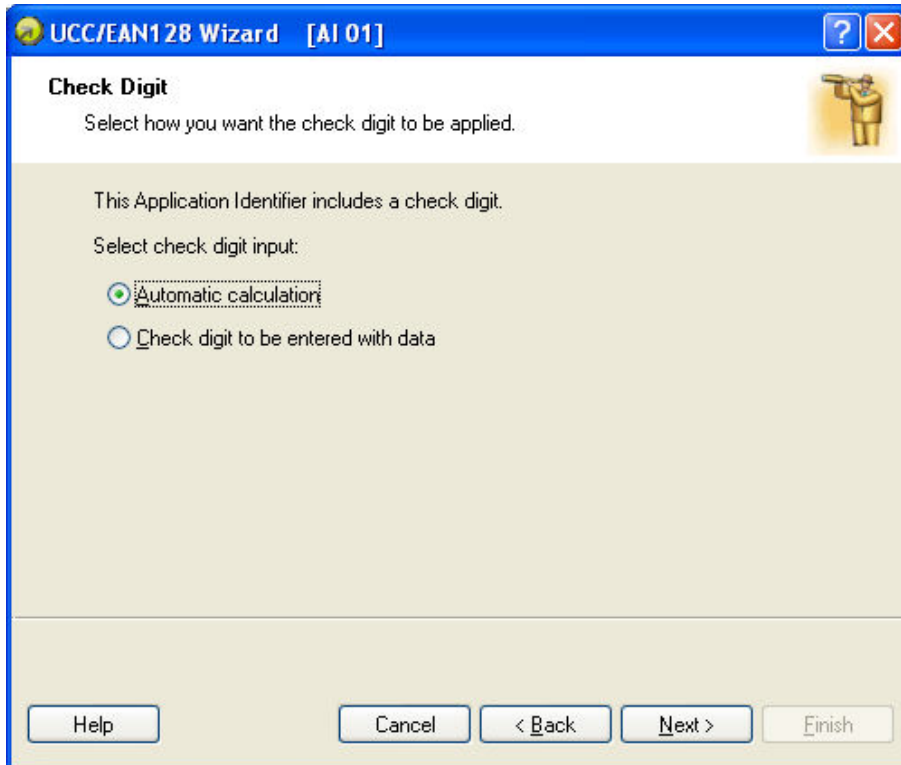 UCC/EAN128 Wizard [AI 01]
Check Digit
Select how you want the check digit to be applied.
This Application Identifier includes a check digit.
Select check digit input:
Automatic calculation
Check digit to be entered with data
Help Cancel < Back Next > Finish